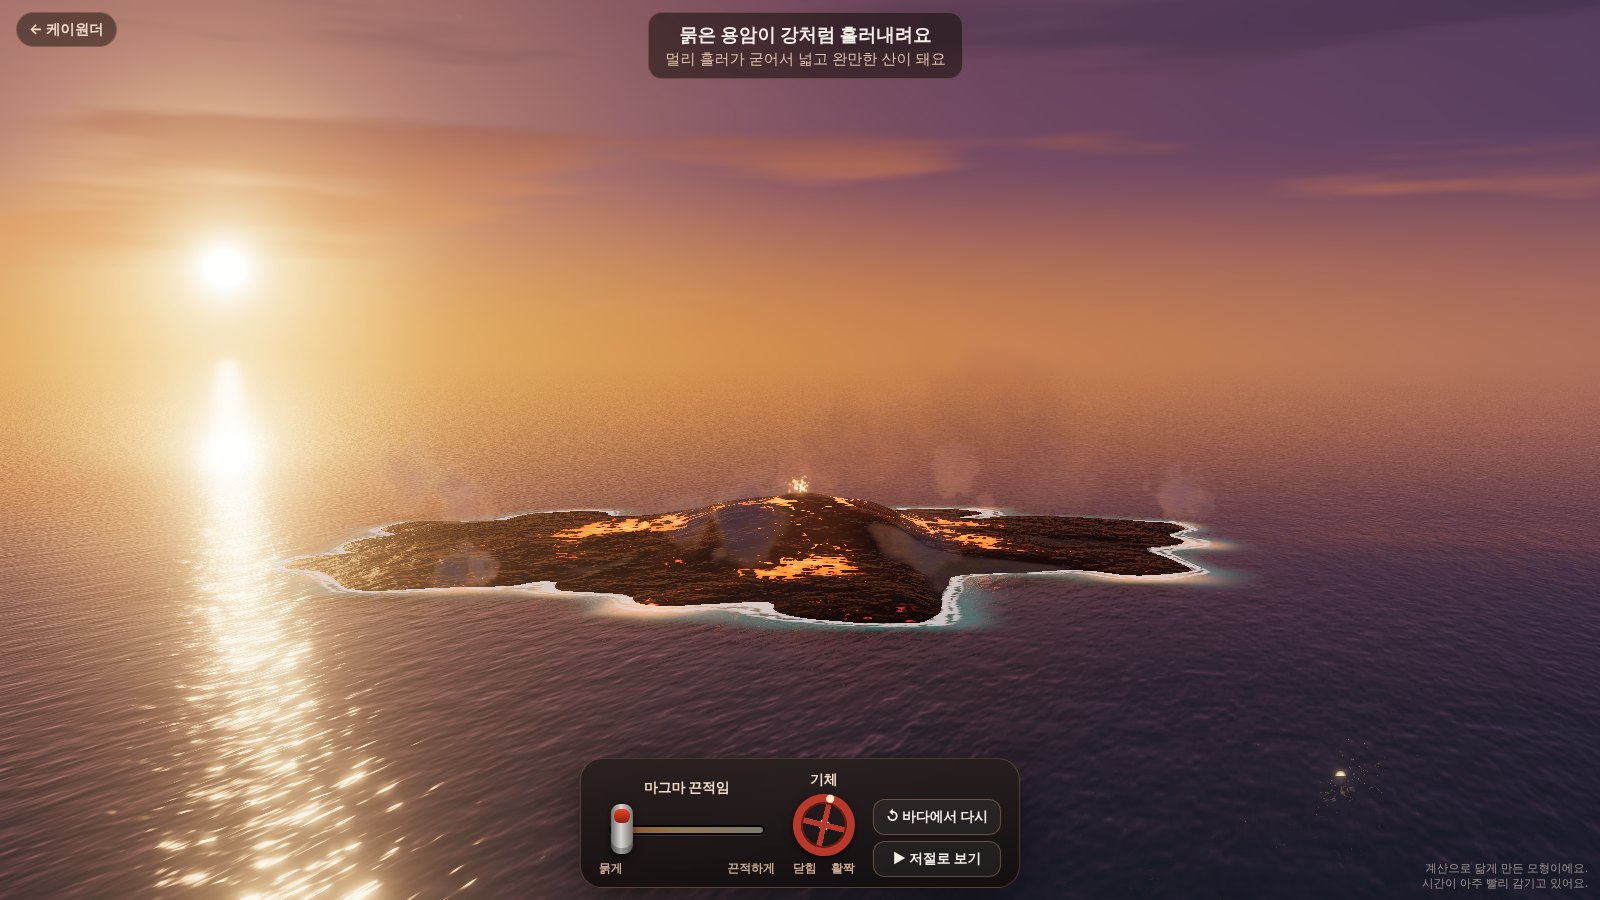 ← 케이원더
묽은 용암이 강처럼 흘러내려요
멀리 흘러가 굳어서 넓고 완만한 산이 돼요
마그마 끈적임
기체
묽게
끈적하게
닫힘
활짝
↺ 바다에서 다시
▶ 저절로 보기
계산으로 닮게 만든 모형이에요.
시간이 아주 빨리 감기고 있어요.